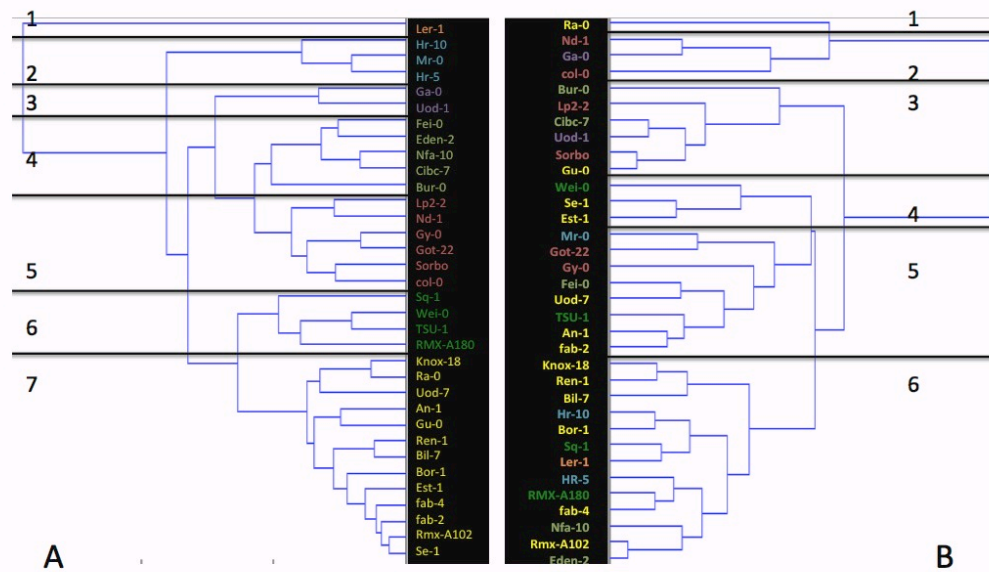 1
2
3
4
5
6
7
Ler-1
Hr-10
Mr-0
Hr-5
Ga-0
Uod-1
Fei-0
Eden-2
Nfa-10
Cibc-7
Bur-0
Lp2-2
Nd-1
Gy-0
Got-22
Sorbo
col-0
Sq-1
Wei-0
TSU-1
RMX-A180
Knox-18
Ra-0
Uod-7
An-1
Gu-0
Ren-1
Bil-7
Bor-1
Est-1
fab-4
fab-2
Rmx-A102
Se-1
A
Ra-0
Nd-1
Ga-0
col-0
Bur-0
Lp2-2
Cibc-7
Uod-1
Sorbo
Gu-0
Wei-0
Se-1
Est-1
Mr-0
Got-22
Gy-0
Fei-0
Uod-7
TSU-1
An-1
fab-2
Knox-18
Ren-1
Bil-7
Hr-10
Bor-1
Sq-1
Ler-1
HR-5
RMX-A180
fab-4
Nfa-10
Rmx-A102
Eden-2
1
2
3
4
5
6
B